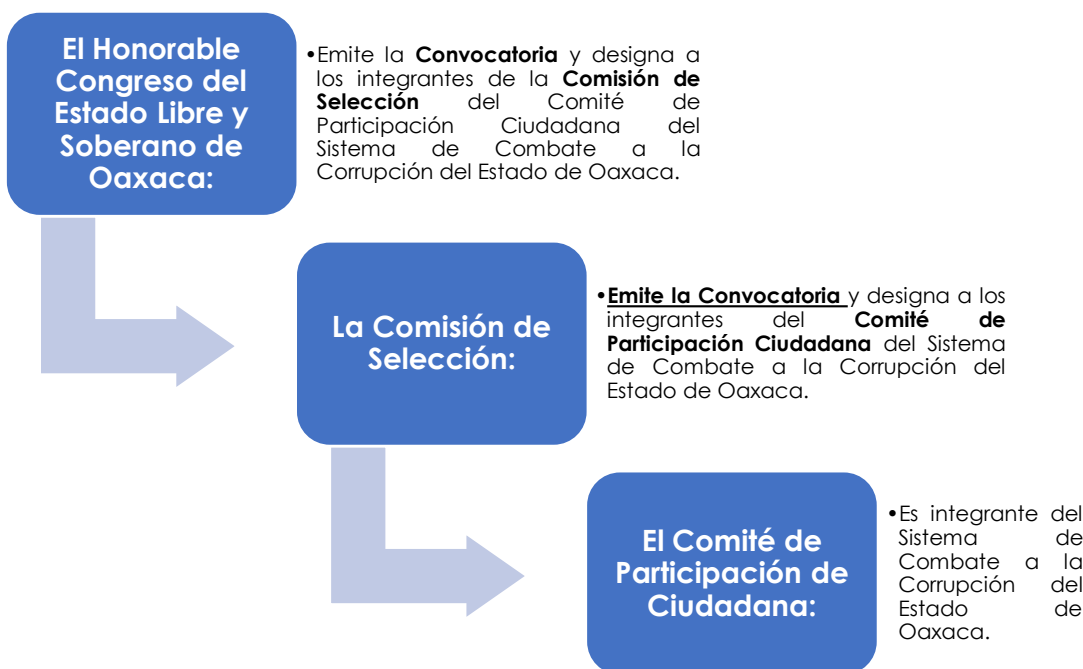 El Honorable
Congreso del
Estado Libre y
Soberano de
Oaxaca:
•Emite la Convocatoria y designa a
los integrantes de la Comisión de
Selección del Comité de
Participación Ciudadana del
Sistema de Combate a la
Corrupción del Estado de Oaxaca.
La Comisión de
Selección:
•Emite la Convocatoria y designa a los
integrantes del Comité de
Participación Ciudadana del Sistema
de Combate a la Corrupción del
Estado de Oaxaca.
El Comité de
Participación de
Ciudadana:
•Es integrante del
Sistema de
Combate a la
Corrupción del
Estado de
Oaxaca.